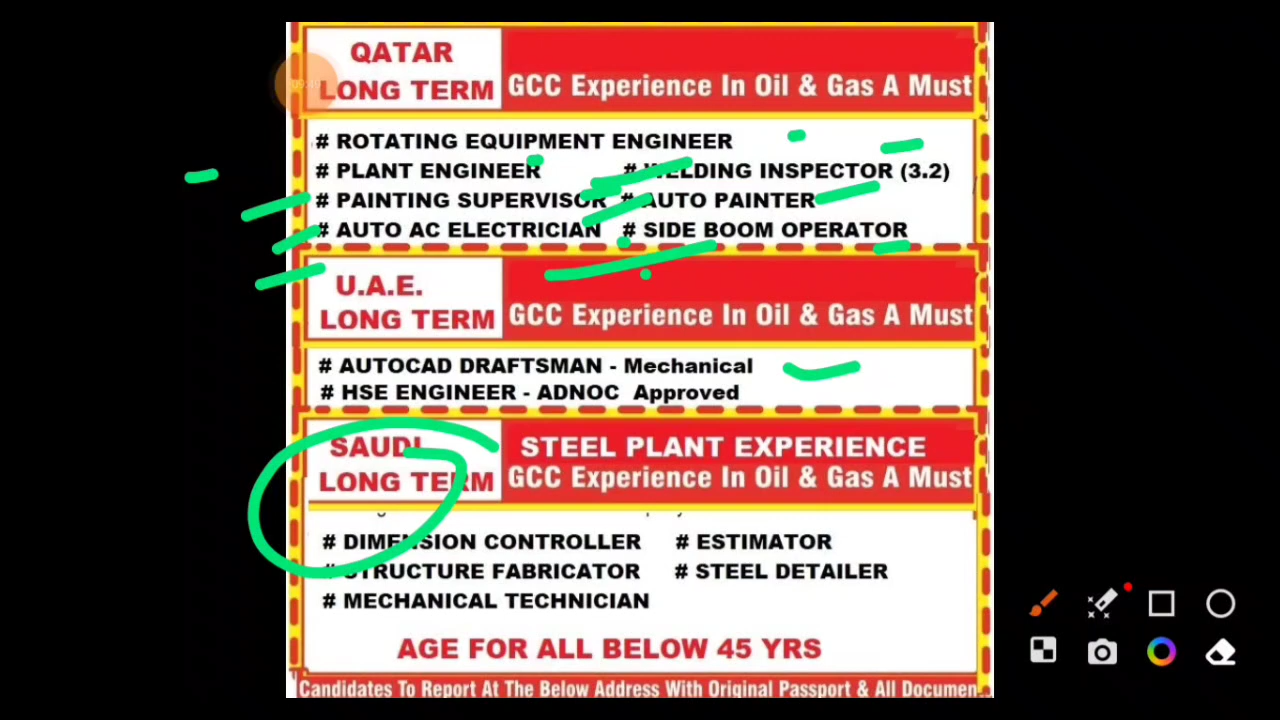 QATAR
LONG TERM
GCC Experience In Oil & Gas A Must
# ROTATING EQUIPMENT ENGINEER
# PLANT ENGINEER # WELDING INSPECTOR (3.2)
# PAINTING SUPERVISOR # AUTO PAINTER
# AUTO AC ELECTRICIAN # SIDE BOOM OPERATOR
U.A.E.
LONG TERM
GCC Experience In Oil & Gas A Must
# AUTOCAD DRAFTSMAN - Mechanical
# HSE ENGINEER - ADNOC Approved
SAUDI
LONG TERM
STEEL PLANT EXPERIENCE
GCC Experience In Oil & Gas A Must
# DIMENSION CONTROLLER # ESTIMATOR
# STRUCTURE FABRICATOR # STEEL DETAILER
# MECHANICAL TECHNICIAN
AGE FOR ALL BELOW 45 YRS
Candidates To Report At The Below Address With Original Passport & All Documen